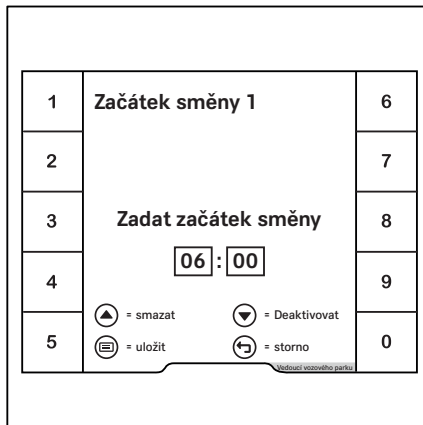 1
Začátek směny 1
6
2
7
3
Zadat začátek směny
8
06 : 00
4
9
= smazat
= Deaktivovat
5
= uložit
= storno
0
Vedoucí vozového parku